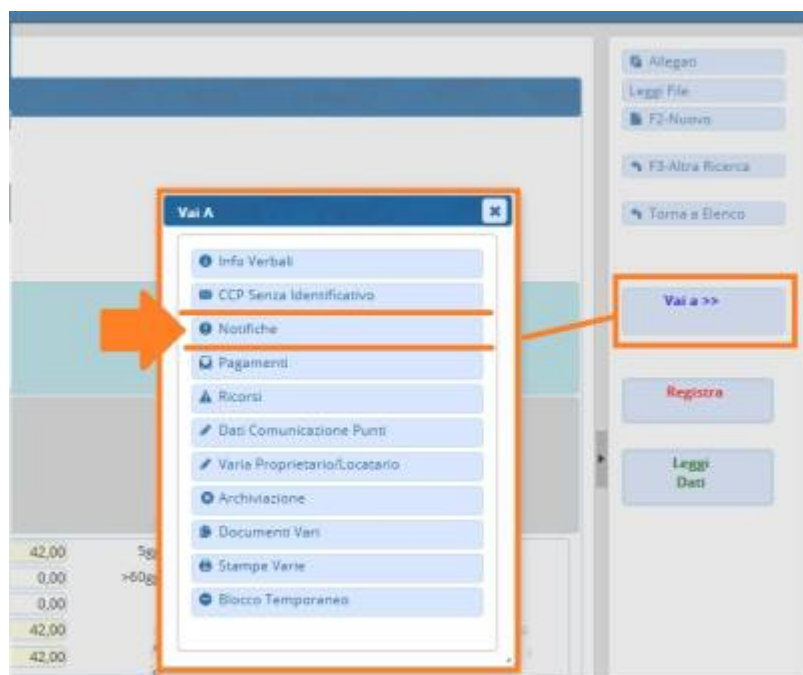 Allegati
Leggi File
F2-Nuovo
F3-Altra Ricerca
Torna a Elenco
Vai A
Info Verbali
CCP Senza Identificativo
Notifiche
Pagamenti
Ricorsi
Dati Comunicazione Punti
Varia Proprietario/Locatario
Archiviazione
Documenti Vari
Stampe Varie
Blocco Temporaneo
Vai a >>
Registra
Leggi
Dati
42,00
0,00 >60g
0,00
42,00
42,00